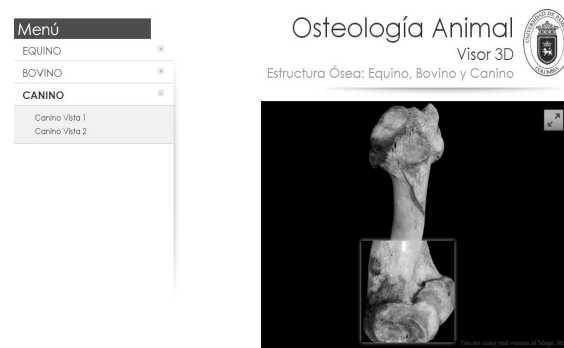 Menú
EQUINO
BOVINO
CANINO
Canino Vista 1
Canino Vista 2
Osteología Animal
Visor 3D
Estructura Ósea: Equino, Bovino y Canino
You are using trial version of Magic 36